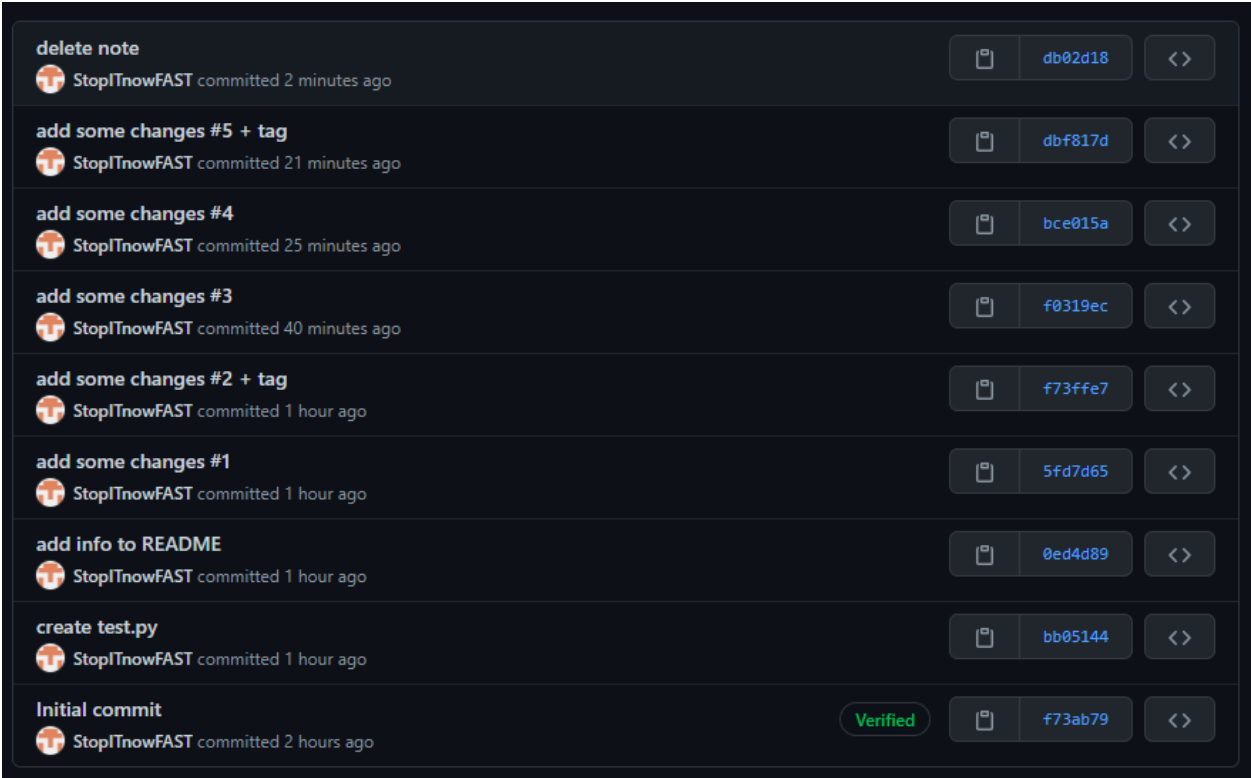 delete note
StopITnowFAST committed 2 minutes ago
db02d18
add some changes #5 + tag
StopITnowFAST committed 21 minutes ago
dbf817d
add some changes #4
StopITnowFAST committed 25 minutes ago
bce015a
add some changes #3
StopITnowFAST committed 40 minutes ago
f0319ec
add some changes #2 + tag
StopITnowFAST committed 1 hour ago
f73ffe7
add some changes #1
StopITnowFAST committed 1 hour ago
5fd7d65
add info to README
StopITnowFAST committed 1 hour ago
0ed4d89
create test.py
StopITnowFAST committed 1 hour ago
bb05144
Initial commit
StopITnowFAST committed 2 hours ago
Verified
f73ab79